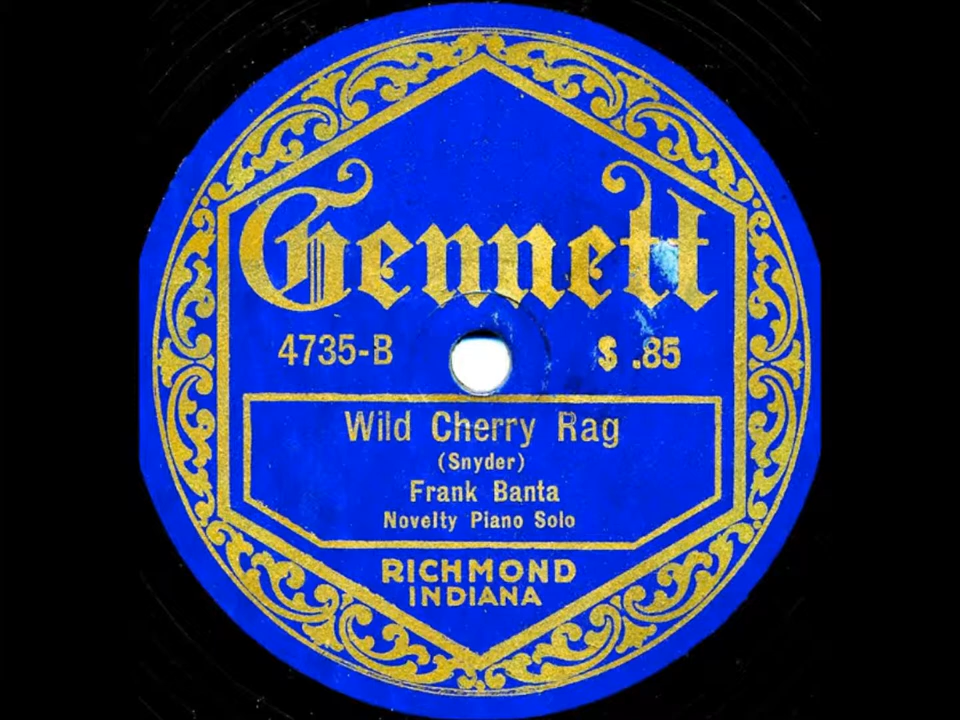 Gennett
4735-B $ .85
Wild Cherry Rag
(Snyder)
Frank Banta
Novelty Piano Solo
RICHMOND
INDIANA